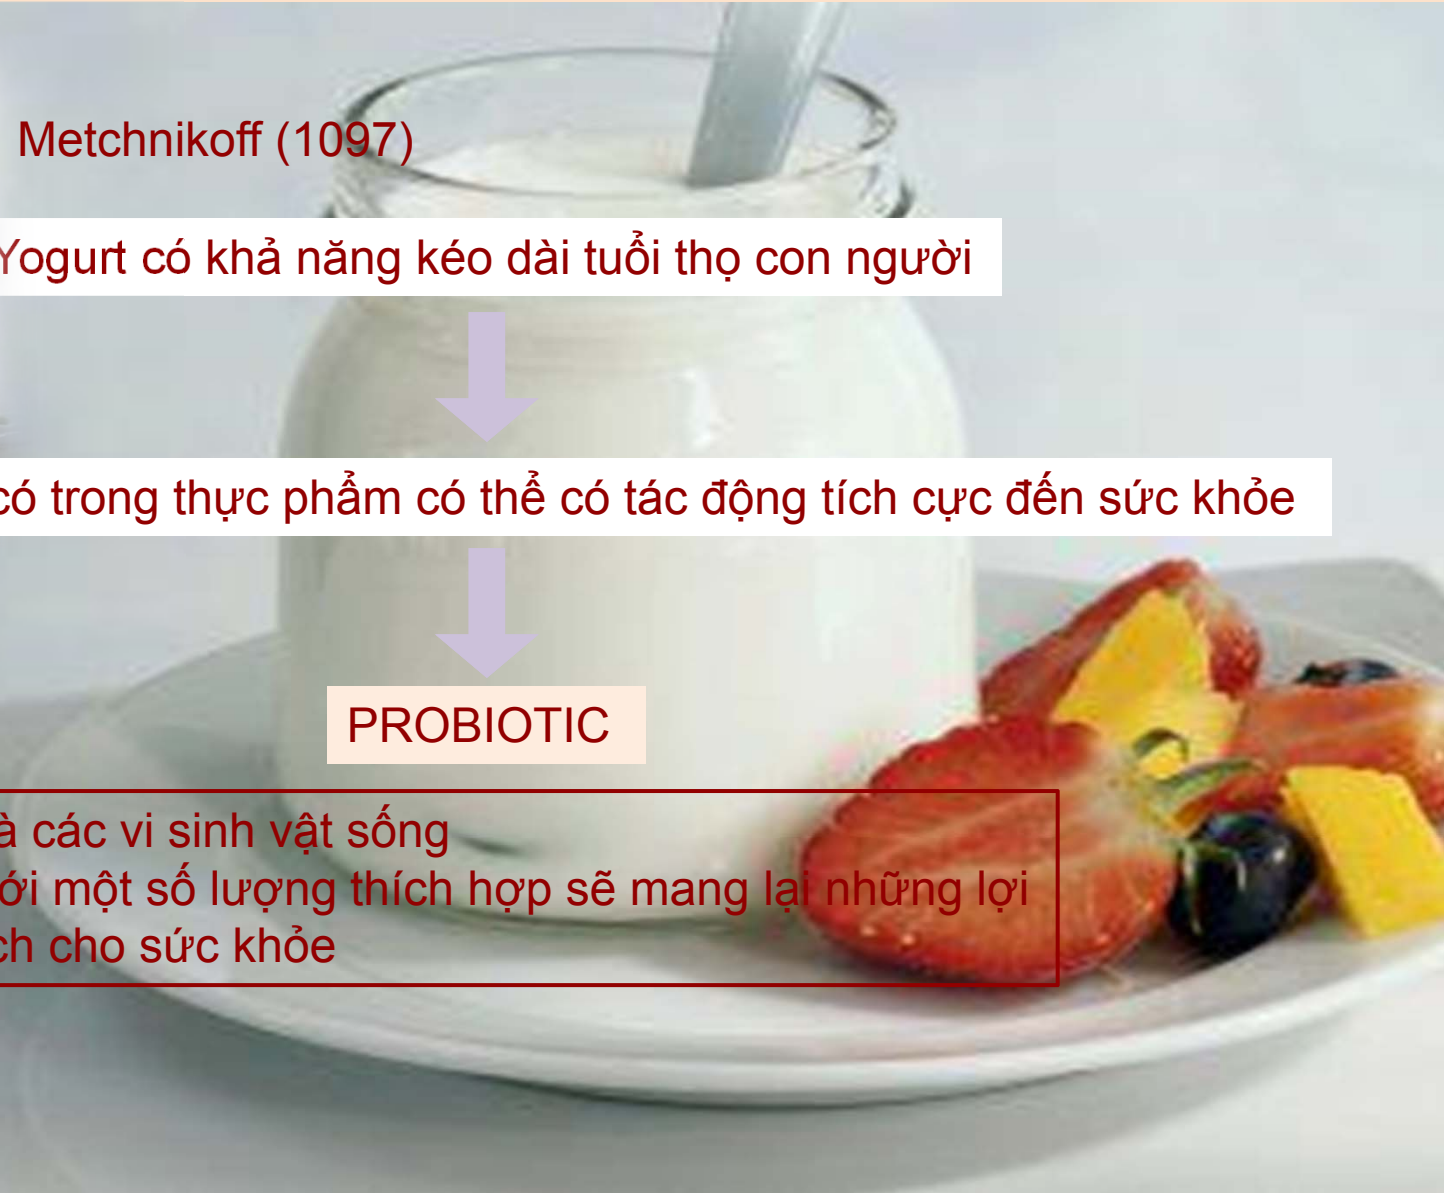 Metchnikoff (1097)
Yogurt có khả năng kéo dài tuổi thọ con người
có trong thực phẩm có thể có tác động tích cực đến sức khỏe
PROBIOTIC
các vi sinh vật sống
một số lượng thích hợp sẽ mang lại những lợi
cho sức khỏe